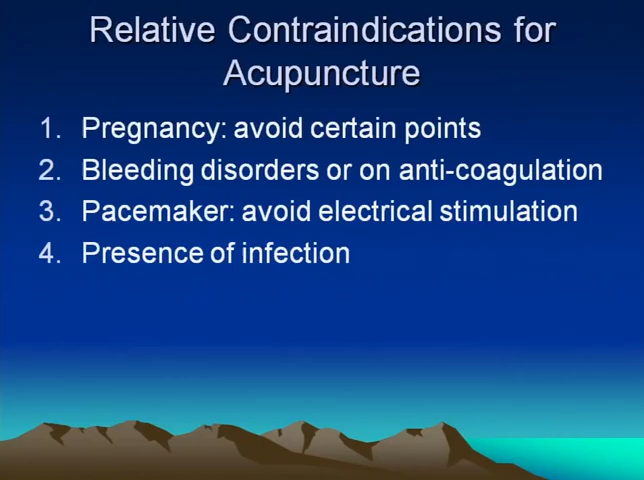 Relative Contraindications for
Acupuncture
1. Pregnancy: avoid certain points
2. Bleeding disorders or on anti-coagulation
3. Pacemaker: avoid electrical stimulation
4. Presence of infection